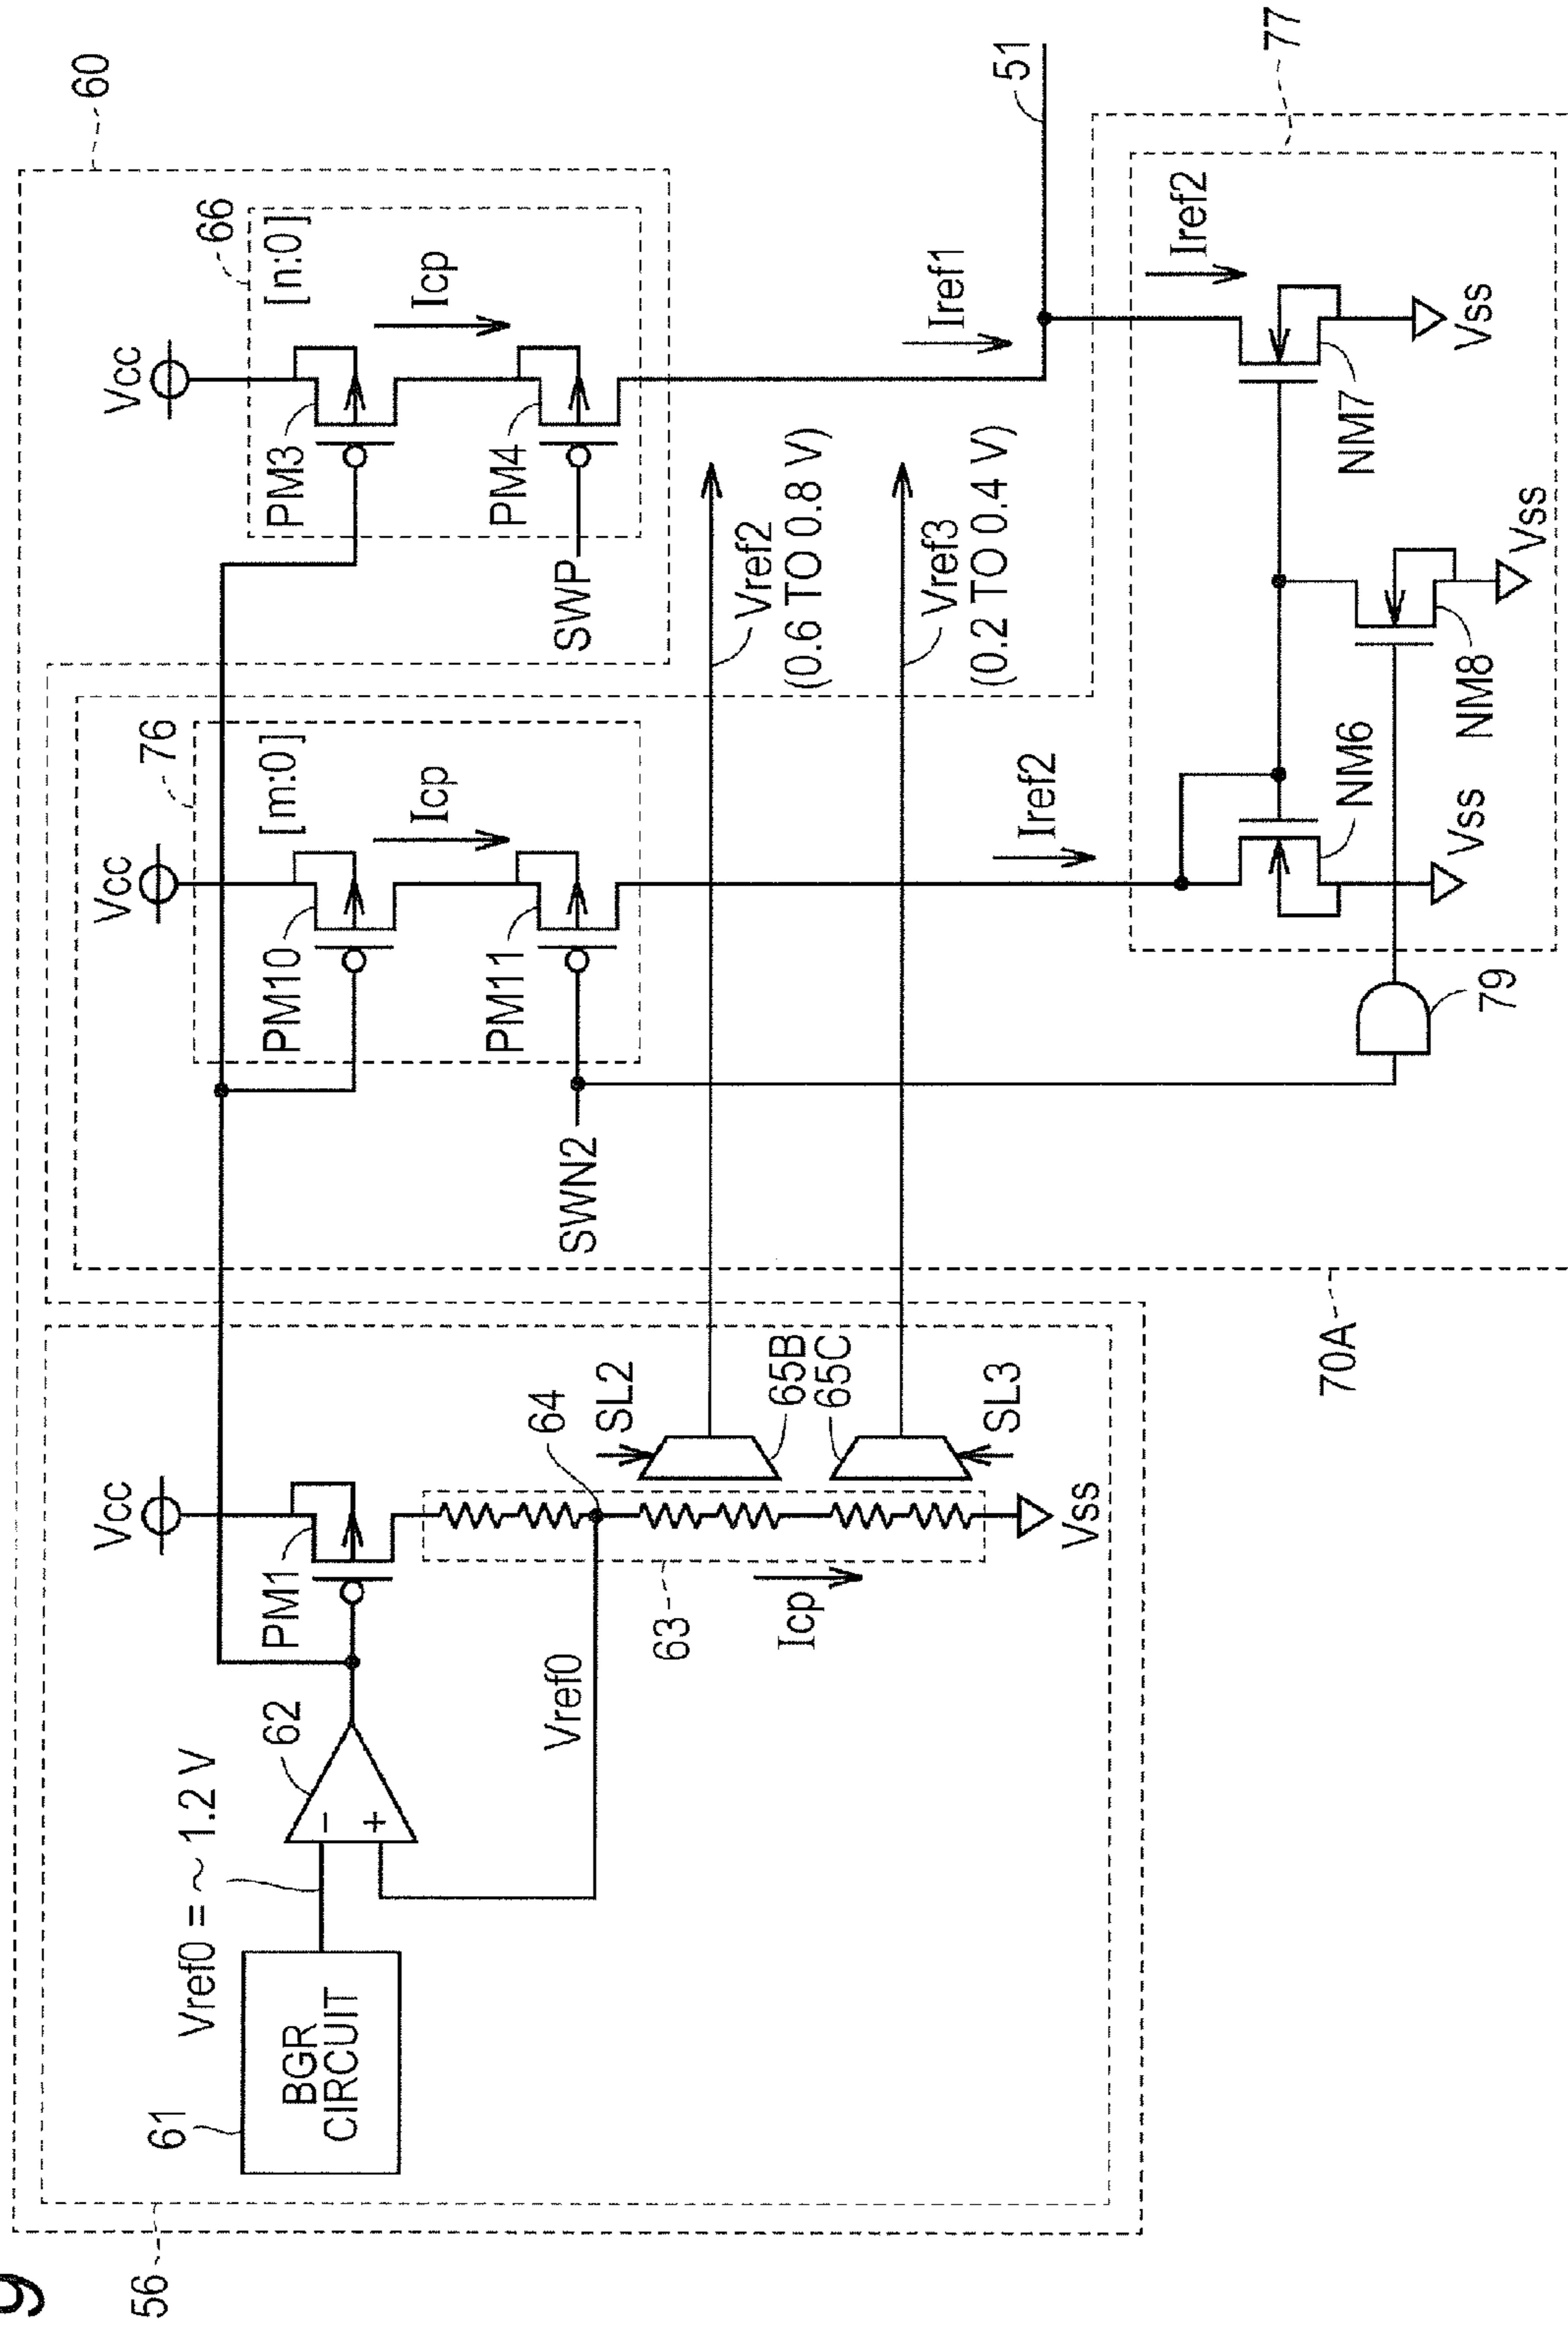 9
56
61
BGR
CIRCUIT
Vref0 = ~ 1.2 V
62
−
+
Vref0
Vcc
PM1
63
Icp
64
SL2
65B
65C
SL3
Vss
70A
Vcc
76
[m:0]
PM10
Icp
PM11
SWN2
Iref2
Vref2
(0.6 TO 0.8 V)
Vref3
(0.2 TO 0.4 V)
60
Vcc
66
[n:0]
PM3
Icp
PM4
SWP
Iref1
51
77
Iref2
NM7
Vss
NM6
Vss
NM8
Vss
79